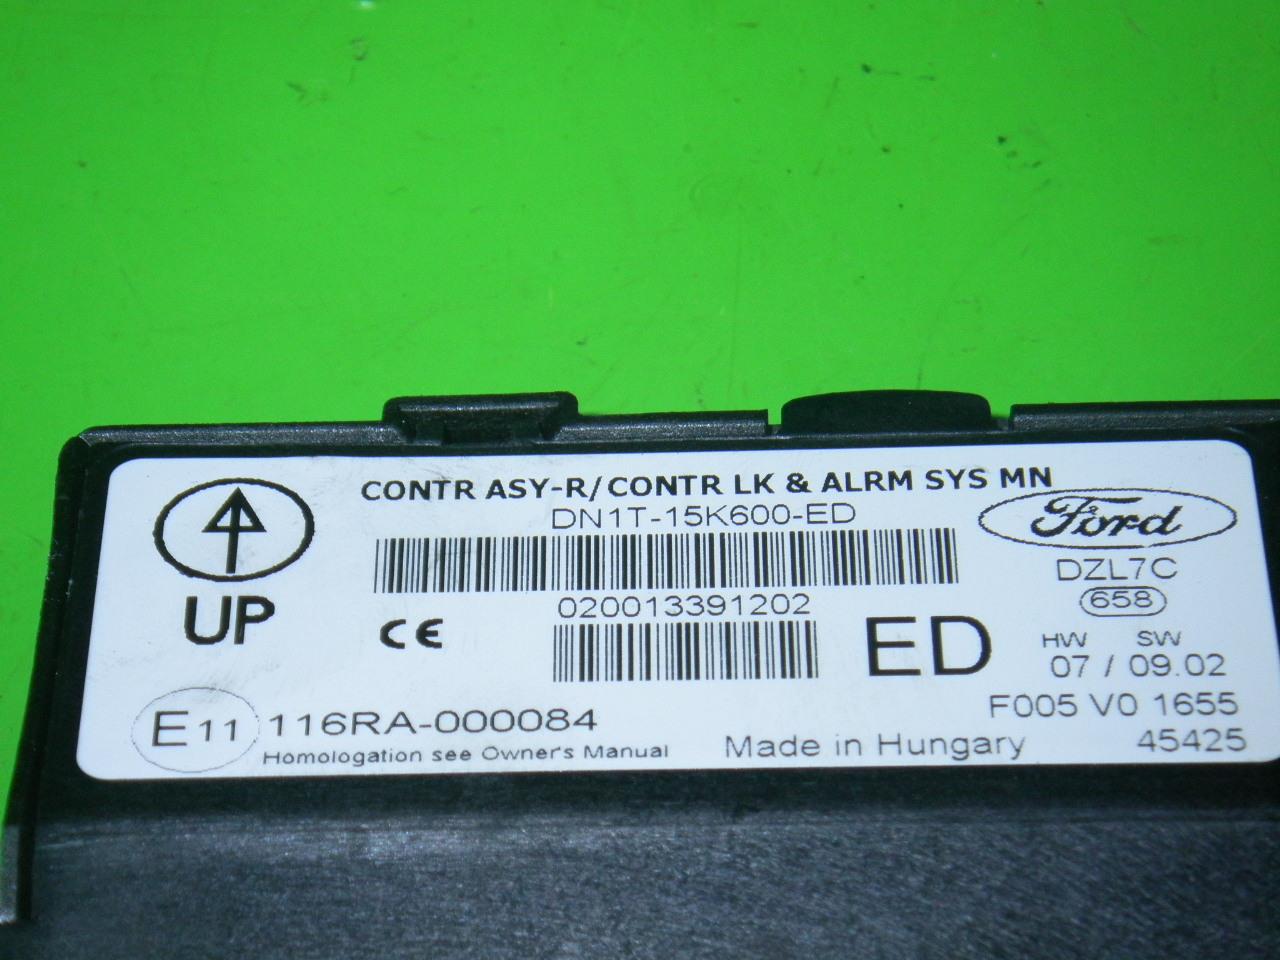 CONTR ASY-R/CONTR LK & ALRM SYS MN
DN1T-15K600-ED
Ford
DZL7C
658
UP
CE
020013391202
ED
HW SW
07 / 09.02
E11 116RA-000084
F005 V0 1655
Homologation see Owner's Manual
Made in Hungary
45425